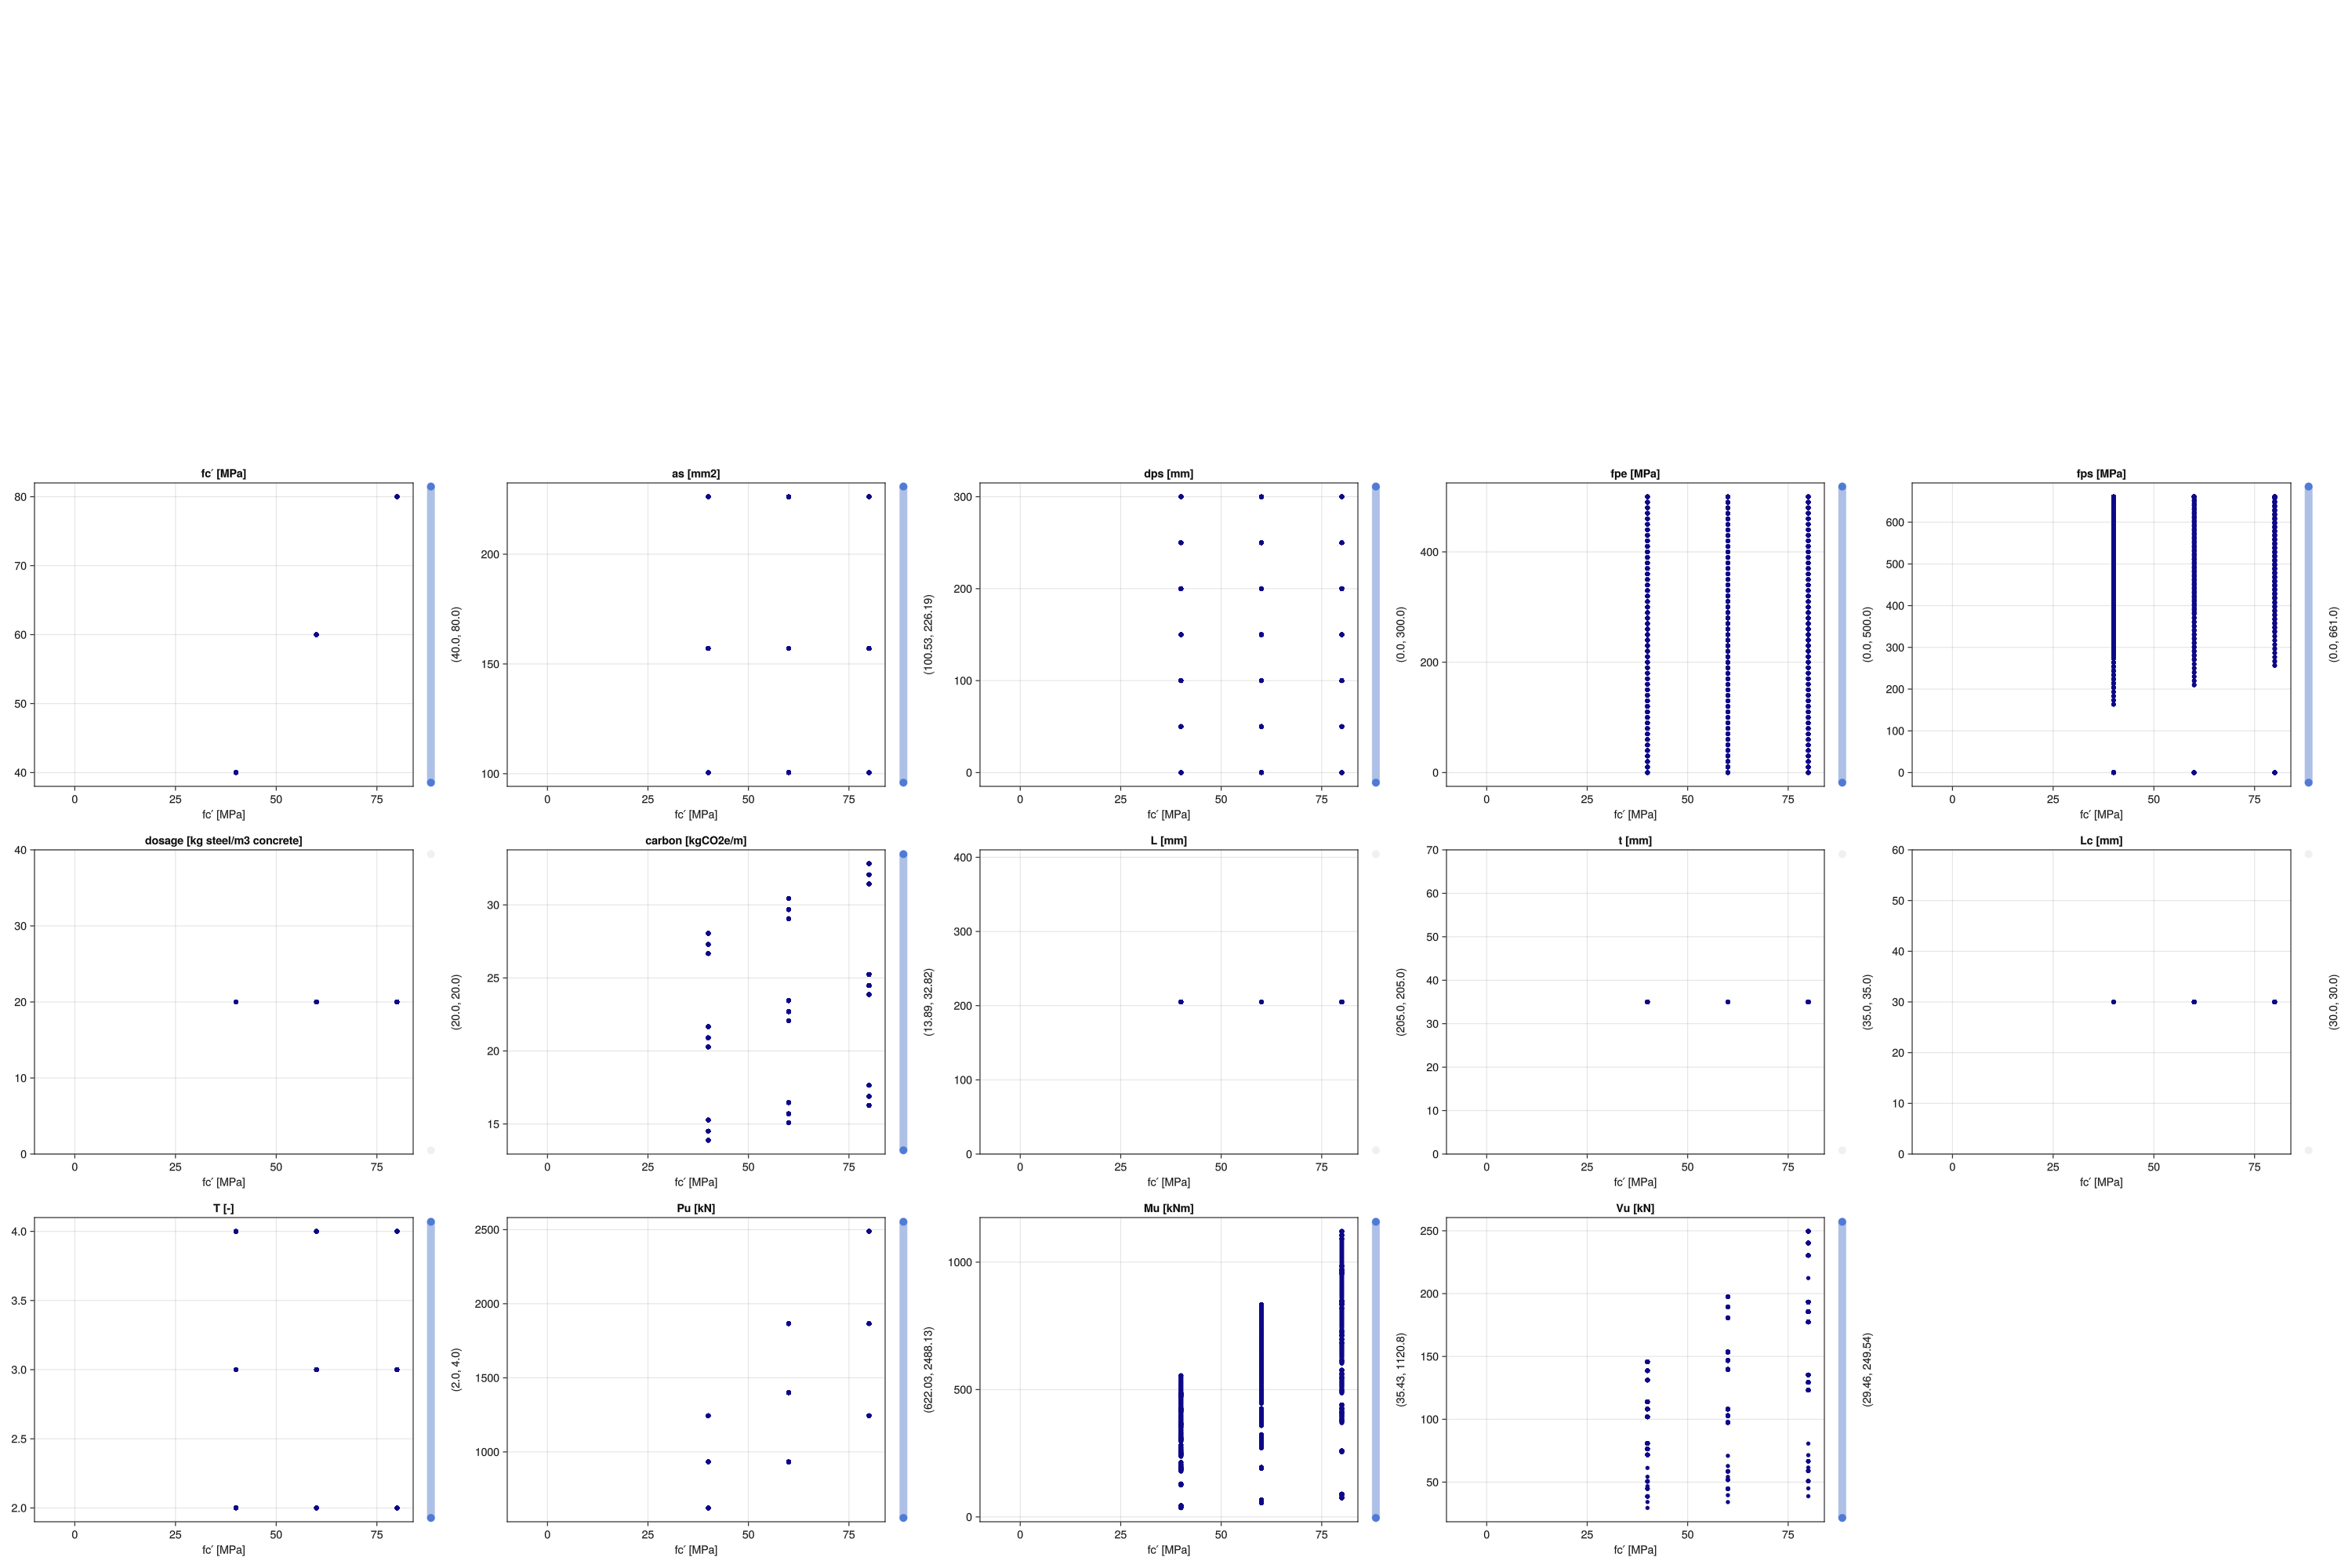 fc′ [MPa]
80
70
60
50
40
0 25 50 75
fc′ [MPa]
(40.0, 80.0)
as [mm2]
200
150
100
0 25 50 75
fc′ [MPa]
(100.53, 226.19)
dps [mm]
300
200
100
0
0 25 50 75
fc′ [MPa]
(0.0, 300.0)
fpe [MPa]
400
200
0
0 25 50 75
fc′ [MPa]
(0.0, 500.0)
fps [MPa]
600
500
400
300
200
100
0
0 25 50 75
fc′ [MPa]
(0.0, 661.0)
dosage [kg steel/m3 concrete]
40
30
20
10
0
0 25 50 75
fc′ [MPa]
(20.0, 20.0)
carbon [kgCO2e/m]
30
25
20
15
0 25 50 75
fc′ [MPa]
(13.89, 32.82)
L [mm]
400
300
200
100
0
0 25 50 75
fc′ [MPa]
(205.0, 205.0)
t [mm]
70
60
50
40
30
20
10
0
0 25 50 75
fc′ [MPa]
(35.0, 35.0)
Lc [mm]
60
50
40
30
20
10
0
0 25 50 75
fc′ [MPa]
(30.0, 30.0)
T [-]
4.0
3.5
3.0
2.5
2.0
0 25 50 75
fc′ [MPa]
(2.0, 4.0)
Pu [kN]
2500
2000
1500
1000
0 25 50 75
fc′ [MPa]
(622.03, 2488.13)
Mu [kNm]
1000
500
0
0 25 50 75
fc′ [MPa]
(35.43, 1120.8)
Vu [kN]
250
200
150
100
50
0 25 50 75
fc′ [MPa]
(29.46, 249.54)